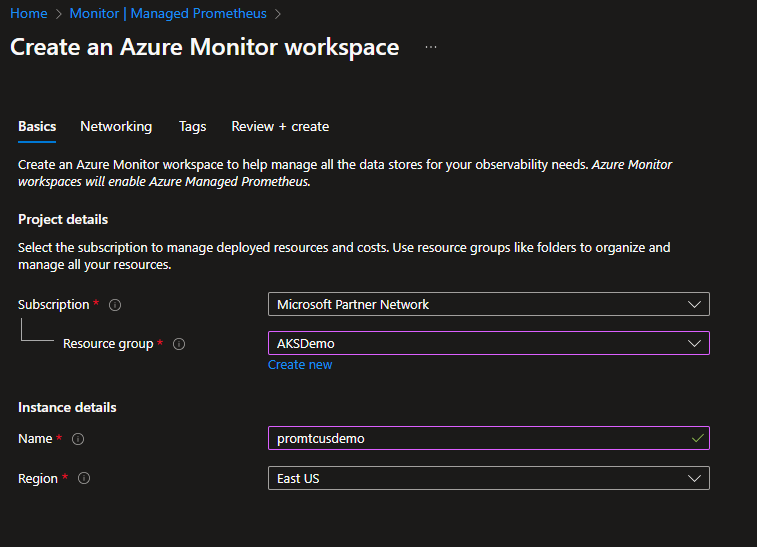 Home > Monitor | Managed Prometheus >
Create an Azure Monitor workspace ...
Basics Networking Tags Review + create
Create an Azure Monitor workspace to help manage all the data stores for your observability needs. Azure Monitor
workspaces will enable Azure Managed Prometheus.
Project details
Select the subscription to manage deployed resources and costs. Use resource groups like folders to organize and
manage all your resources.
Subscription * Microsoft Partner Network
Resource group * AKSDemo
Create new
Instance details
Name * promtcusdemo
Region * East US